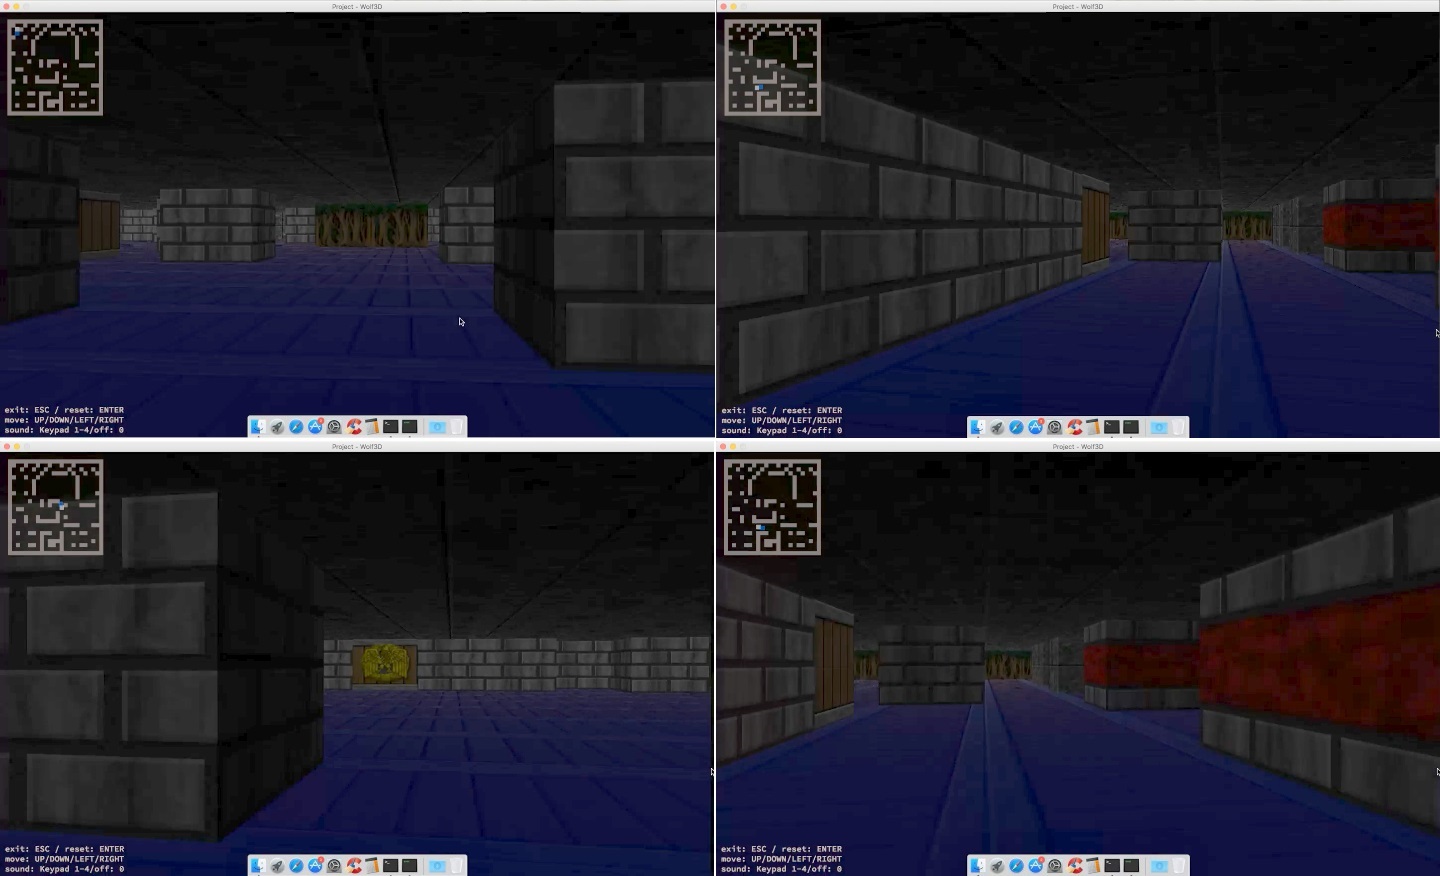 Project - Wolf3D
exit: ESC / reset: ENTER
move: UP/DOWN/LEFT/RIGHT
sound: Keypad 1-4/off: 0
Project - Wolf3D
exit: ESC / reset: ENTER
move: UP/DOWN/LEFT/RIGHT
sound: Keypad 1-4/off: 0
Project - Wolf3D
exit: ESC / reset: ENTER
move: UP/DOWN/LEFT/RIGHT
sound: Keypad 1-4/off: 0
Project - Wolf3D
exit: ESC / reset: ENTER
move: UP/DOWN/LEFT/RIGHT
sound: Keypad 1-4/off: 0